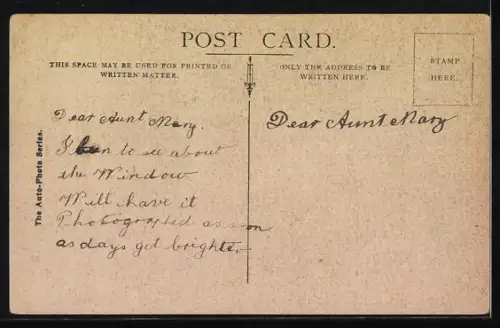 POST CARD.
THIS SPACE MAY BE USED FOR PRINTED OR
WRITTEN MATTER.
ONLY THE ADDRESS TO BE
WRITTEN HERE.
STAMP
HERE.
The Auto-Photo Series.
Dear Aunt Mary.
I to see about
the Window
Will have it
Photographed as soon
as days get brighter
Dear Aunt Mary